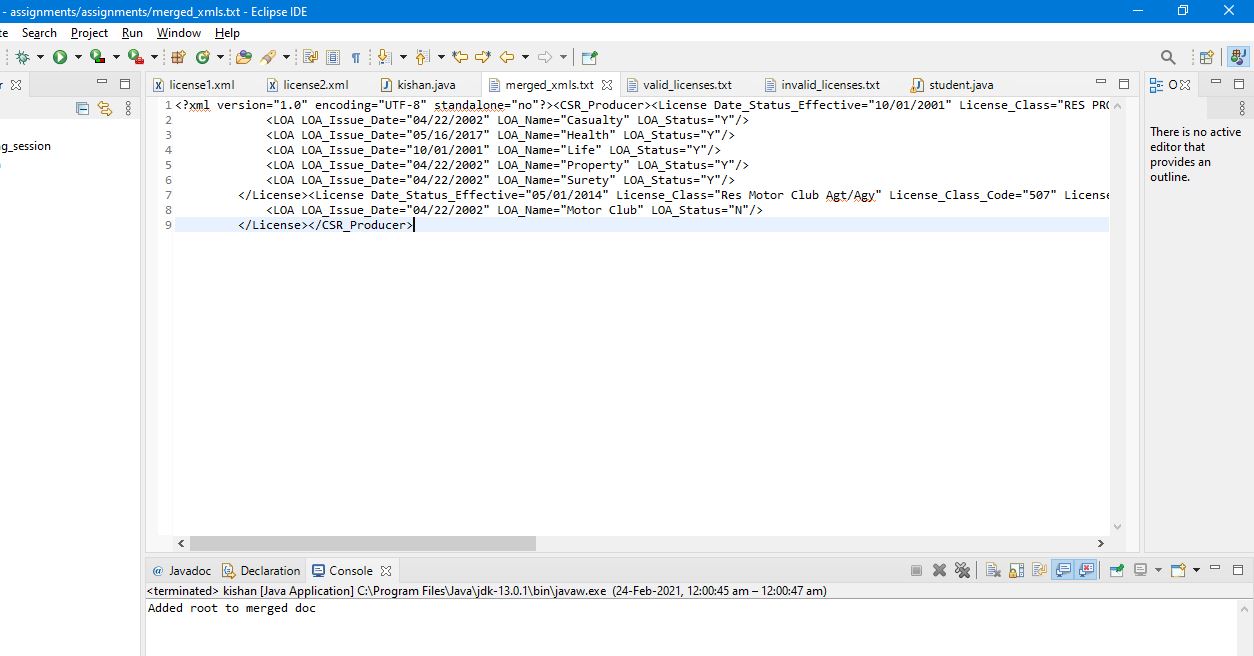 - assignments/assignments/merged_xmls.txt - Eclipse IDE
Search Project Run Window Help
license1.xml license2.xml kishan.java merged_xmls.txt valid_licenses.txt invalid_licenses.txt student.java
1 <?xml version="1.0" encoding="UTF-8" standalone="no"?><CSR_Producer><License Date_Status_Effective="10/01/2001" License_Class="RES PRO
2 <LOA LOA_Issue_Date="04/22/2002" LOA_Name="Casualty" LOA_Status="Y"/>
3 <LOA LOA_Issue_Date="05/16/2017" LOA_Name="Health" LOA_Status="Y"/>
4 <LOA LOA_Issue_Date="10/01/2001" LOA_Name="Life" LOA_Status="Y"/>
5 <LOA LOA_Issue_Date="04/22/2002" LOA_Name="Property" LOA_Status="Y"/>
6 <LOA LOA_Issue_Date="04/22/2002" LOA_Name="Surety" LOA_Status="Y"/>
7 </License><License Date_Status_Effective="05/01/2014" License_Class="Res Motor Club Agt/Agy" License_Class_Code="507" License
8 <LOA LOA_Issue_Date="04/22/2002" LOA_Name="Motor Club" LOA_Status="N"/>
9 </License></CSR_Producer>
g_session
O
There is no active
editor that
provides an
outline.
@ Javadoc Declaration Console
<terminated> kishan [Java Application] C:\Program Files\Java\jdk-13.0.1\bin\javaw.exe (24-Feb-2021, 12:00:45 am – 12:00:47 am)
Added root to merged doc